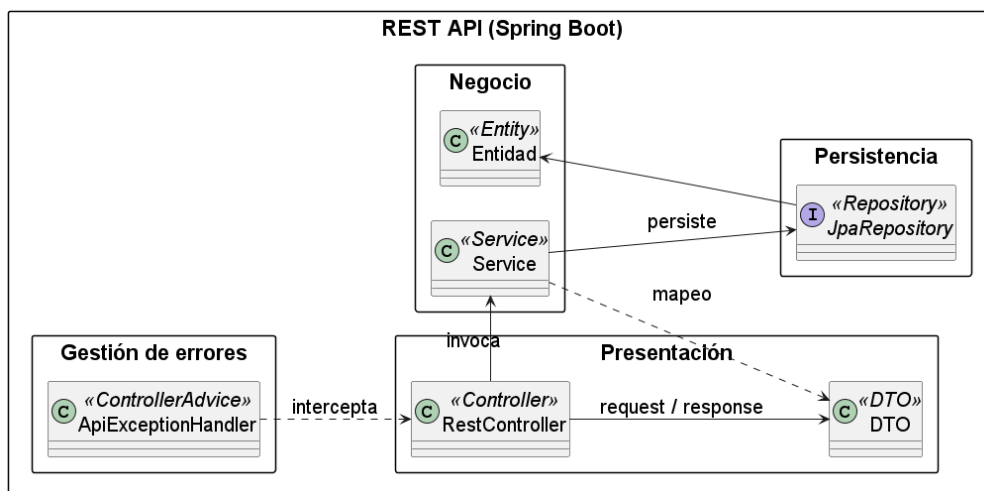 REST API (Spring Boot)
Negocio
C «Entity»
Entidad
Persistencia
I «Repository»
JpaRepository
persiste
C «Service»
Service
mapeo
invoca
Gestión de errores
Presentación
C «ControllerAdvice»
ApiExceptionHandler
intercepta
C «Controller»
RestController
request / response
C «DTO»
DTO